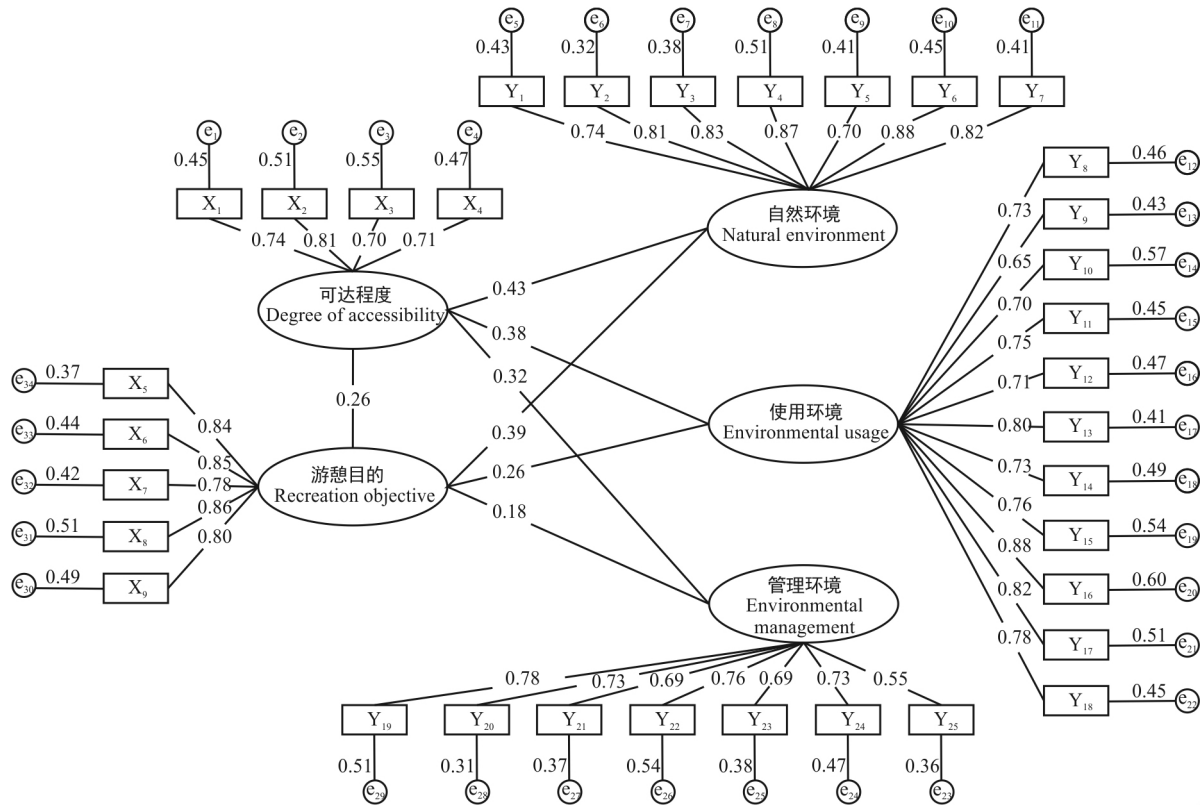 e₅ e₆ e₇ e₈ e₉ e₁₀ e₁₁
0.43 0.32 0.38 0.51 0.41 0.45 0.41
Y₁ Y₂ Y₃ Y₄ Y₅ Y₆ Y₇
0.74 0.81 0.83 0.87 0.70 0.88 0.82
e₁ e₂ e₃ e₄
0.45 0.51 0.55 0.47
X₁ X₂ X₃ X₄
0.74 0.81 0.70 0.71
自然环境
Natural environment
可达程度
Degree of accessibility
0.43
0.38
0.32
0.26
0.39
0.26
0.18
e₃₄ 0.37 X₅ 0.84
e₃₃ 0.44 X₆ 0.85
e₃₂ 0.42 X₇ 0.78
e₃₁ 0.51 X₈ 0.86
e₃₀ 0.49 X₉ 0.80
游憩目的
Recreation objective
使用环境
Environmental usage
0.73 Y₈ 0.46 e₁₂
0.65 Y₉ 0.43 e₁₃
0.70 Y₁₀ 0.57 e₁₄
0.75 Y₁₁ 0.45 e₁₅
0.71 Y₁₂ 0.47 e₁₆
0.80 Y₁₃ 0.41 e₁₇
0.73 Y₁₄ 0.49 e₁₈
0.76 Y₁₅ 0.54 e₁₉
0.88 Y₁₆ 0.60 e₂₀
0.82 Y₁₇ 0.51 e₂₁
0.78 Y₁₈ 0.45 e₂₂
管理环境
Environmental
management
0.78 0.73 0.69 0.76 0.69 0.73 0.55
Y₁₉ Y₂₀ Y₂₁ Y₂₂ Y₂₃ Y₂₄ Y₂₅
0.51 0.31 0.37 0.54 0.38 0.47 0.36
e₂₉ e₂₈ e₂₇ e₂₆ e₂₅ e₂₄ e₂₃